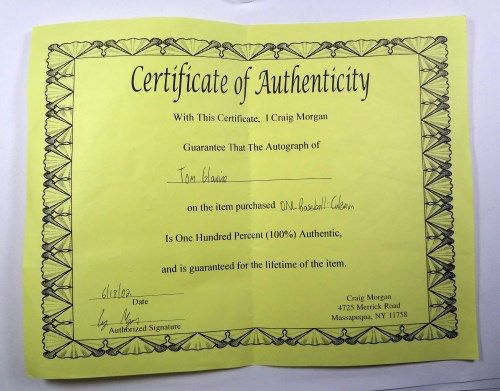 Certificate of Authenticity
With This Certificate, I Craig Morgan
Guarantee That The Autograph of
Tom Glavine
on the item purchased ONL Baseball
Is One Hundred Percent (100%) Authentic,
and is guaranteed for the lifetime of the item.
6/18/02
Date
Authorized Signature
Craig Morgan
4725 Merrick Road
Massapequa, NY 11758